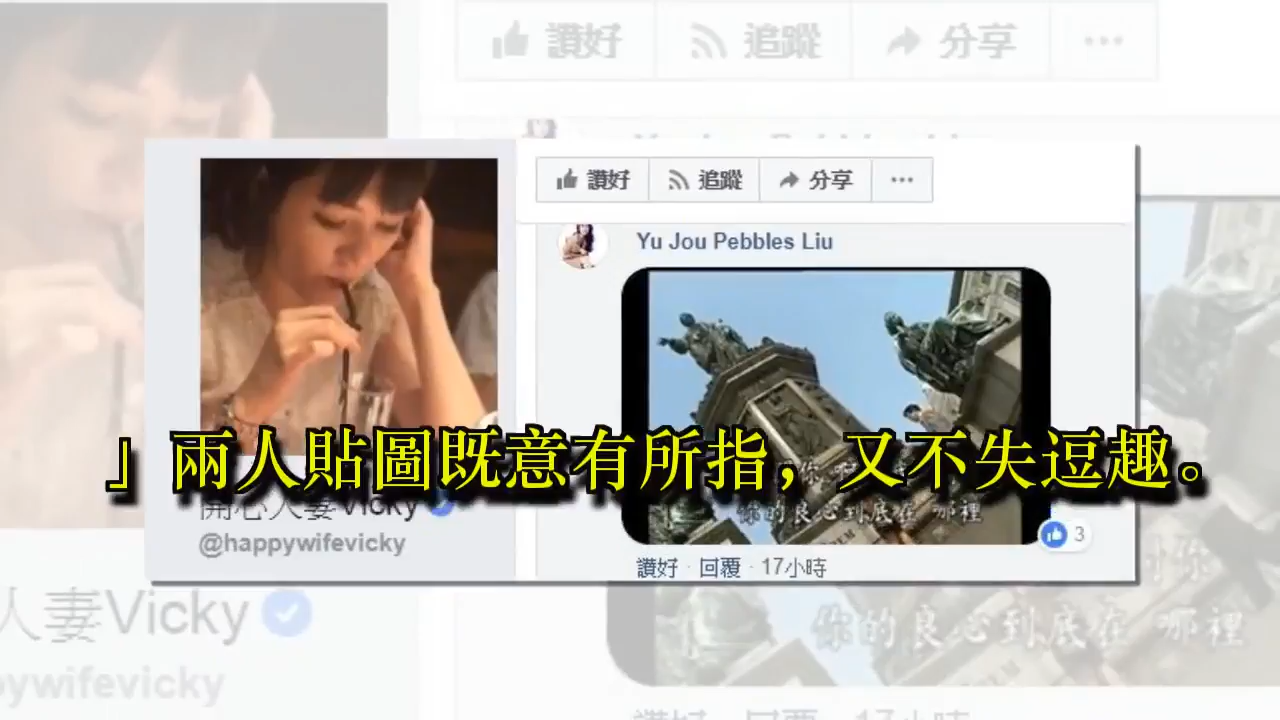 讚好 追蹤 分享
讚好 追蹤 分享
Yu Jou Pebbles Liu
」兩人貼圖既意有所指，又不失逗趣。
你的良心到底在 哪裡
開心人妻Vicky
@happywifevicky
3
讚好 · 回覆 · 17小時
人妻Vicky
pywifevicky
你的良心到底在 哪裡